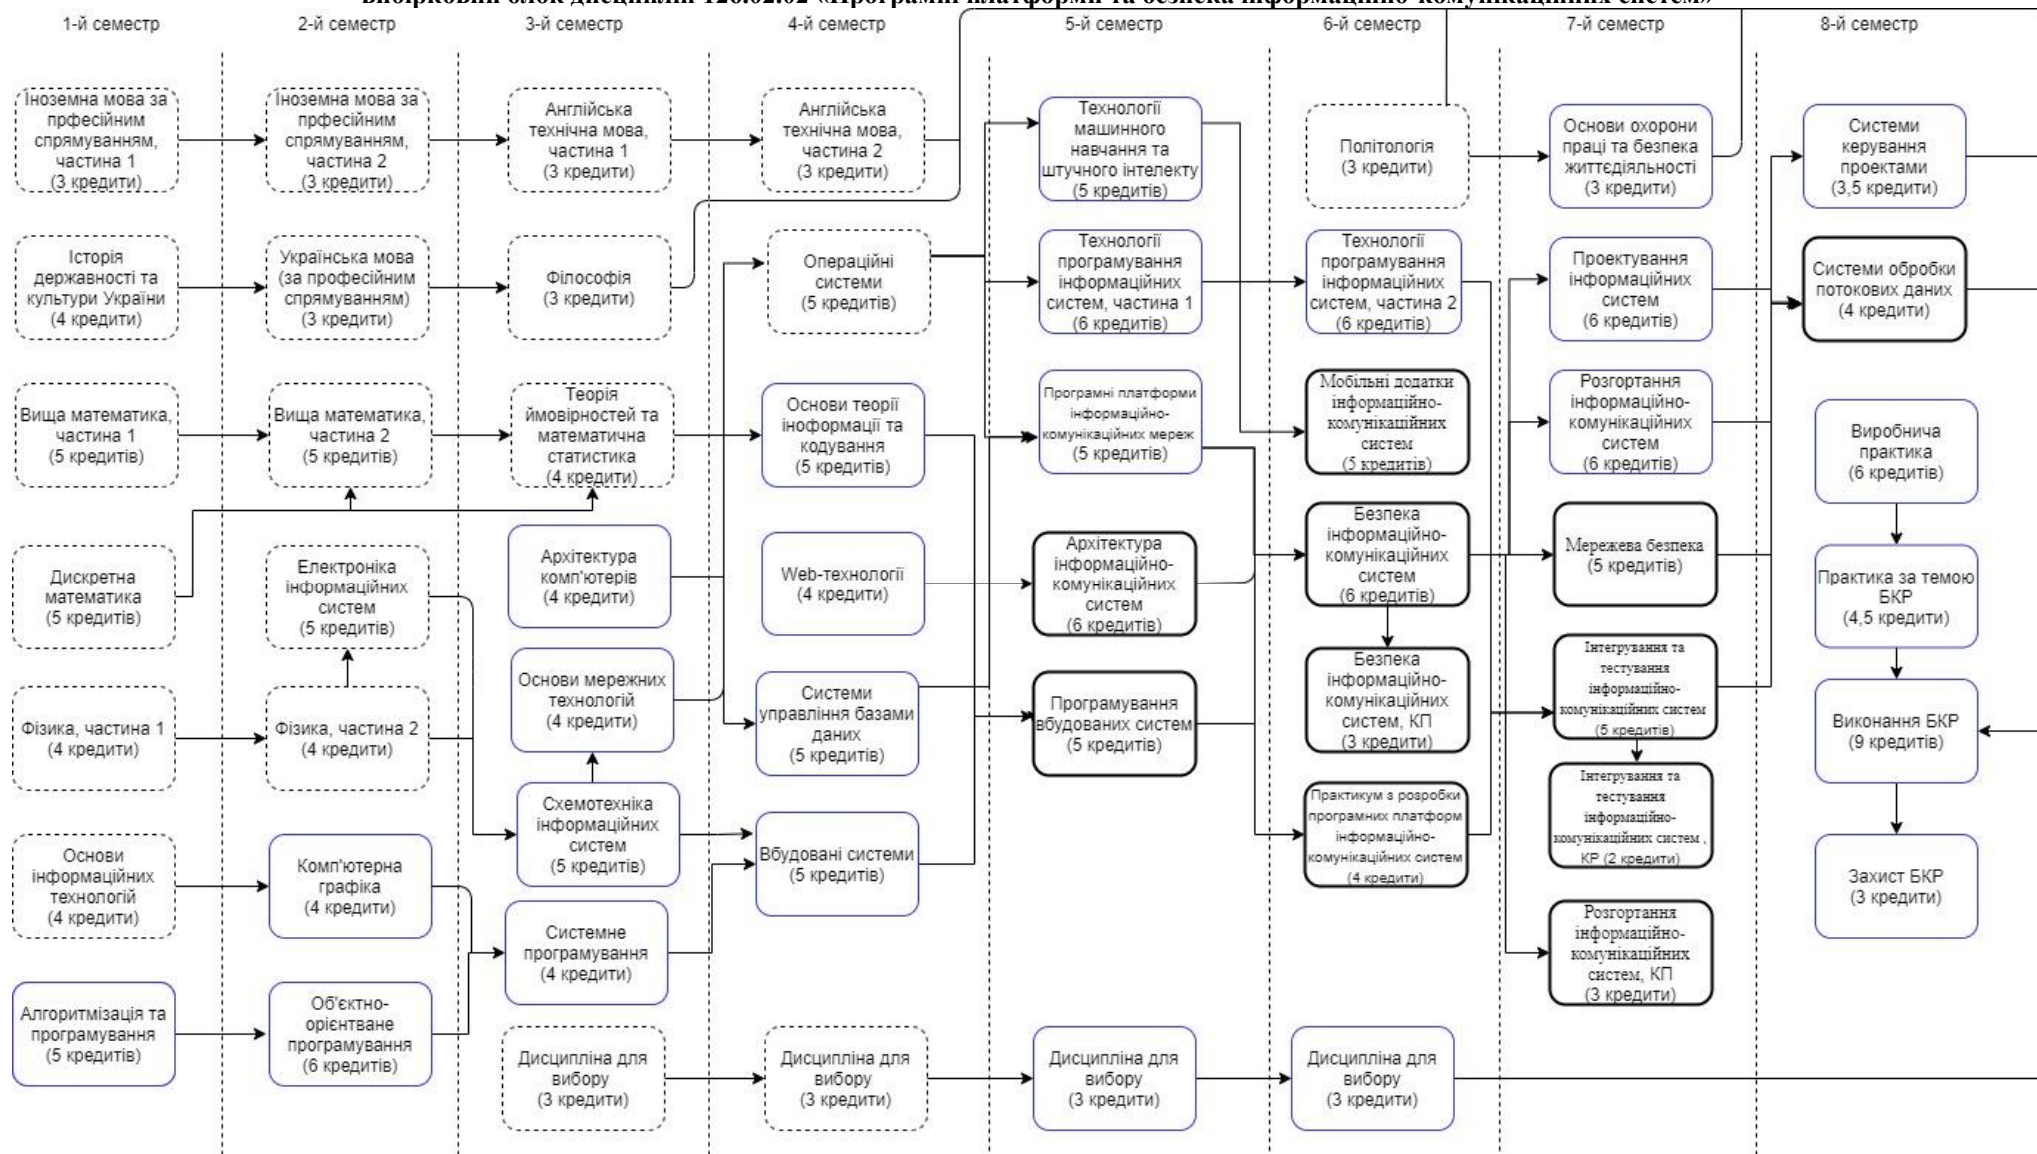 вибірковий блок дисциплін 126.02.02 «Програмні платформи та безпека інформаційно-комунікаційних систем»
1-й семестр
2-й семестр
3-й семестр
4-й семестр
5-й семестр
6-й семестр
7-й семестр
8-й семестр
Іноземна мова за
прфесійним
спрямуванням,
частина 1
(3 кредити)
Іноземна мова за
прфесійним
спрямуванням,
частина 2
(3 кредити)
Англійська
технічна мова,
частина 1
(3 кредити)
Англійська
технічна мова,
частина 2
(3 кредити)
Технології
машинного
навчання та
штучного інтелекту
(5 кредитів)
Політологія
(3 кредити)
Основи охорони
праці та безпека
життєдіяльності
(3 кредити)
Системи
керування
проектами
(3,5 кредити)
Історія
державності та
культури України
(4 кредити)
Українська мова
(за професійним
спрямуванням)
(3 кредити)
Філософія
(3 кредити)
Операційні
системи
(5 кредитів)
Технології
програмування
інформаційних
систем, частина 1
(6 кредитів)
Технології
програмування
інформаційних
систем, частина 2
(6 кредитів)
Проектування
інформаційних
систем
(6 кредитів)
Системи обробки
потокових даних
(4 кредити)
Вища математика,
частина 1
(5 кредитів)
Вища математика,
частина 2
(5 кредитів)
Теорія
ймовірностей та
математична
статистика
(4 кредити)
Основи теорії
іноформації та
кодування
(5 кредитів)
Програмні платформи
інформаційно-
комунікаційних мереж
(5 кредитів)
Мобільні додатки
інформаційно-
комунікаційних
систем
(5 кредитів)
Розгортання
інформаційно-
комунікаційних
систем
(6 кредитів)
Виробнича
практика
(6 кредитів)
Дискретна
математика
(5 кредитів)
Електроніка
інформаційних
систем
(5 кредитів)
Архітектура
комп'ютерів
(4 кредити)
Web-технології
(4 кредити)
Архітектура
інформаційно-
комунікаційних
систем
(6 кредитів)
Безпека
інформаційно-
комунікаційних
систем
(6 кредитів)
Мережева безпека
(5 кредитів)
Практика за темою
БКР
(4,5 кредити)
Фізика, частина 1
(4 кредити)
Фізика, частина 2
(4 кредити)
Основи мережних
технологій
(4 кредити)
Системи
управління базами
даних
(5 кредитів)
Програмування
вбудованих систем
(5 кредитів)
Безпека
інформаційно-
комунікаційних
систем, КП
(3 кредити)
Інтегрування та
тестування
інформаційно-
комунікаційних систем
(5 кредитів)
Виконання БКР
(9 кредитів)
Основи
інформаційних
технологій
(4 кредити)
Комп'ютерна
графіка
(4 кредити)
Схемотехніка
інформаційних
систем
(5 кредитів)
Вбудовані системи
(5 кредитів)
Практикум з розробки
програмних платформ
інформаційно-
комунікаційних систем
(4 кредити)
Інтегрування та
тестування
інформаційно-
комунікаційних систем ,
КР (2 кредити)
Захист БКР
(3 кредити)
Алгоритмізація та
програмування
(5 кредитів)
Об'єктно-
орієнтване
програмування
(6 кредитів)
Системне
програмування
(4 кредити)
Розгортання
інформаційно-
комунікаційних
систем, КП
(3 кредити)
Дисципліна для
вибору
(3 кредити)
Дисципліна для
вибору
(3 кредити)
Дисципліна для
вибору
(3 кредити)
Дисципліна для
вибору
(3 кредити)